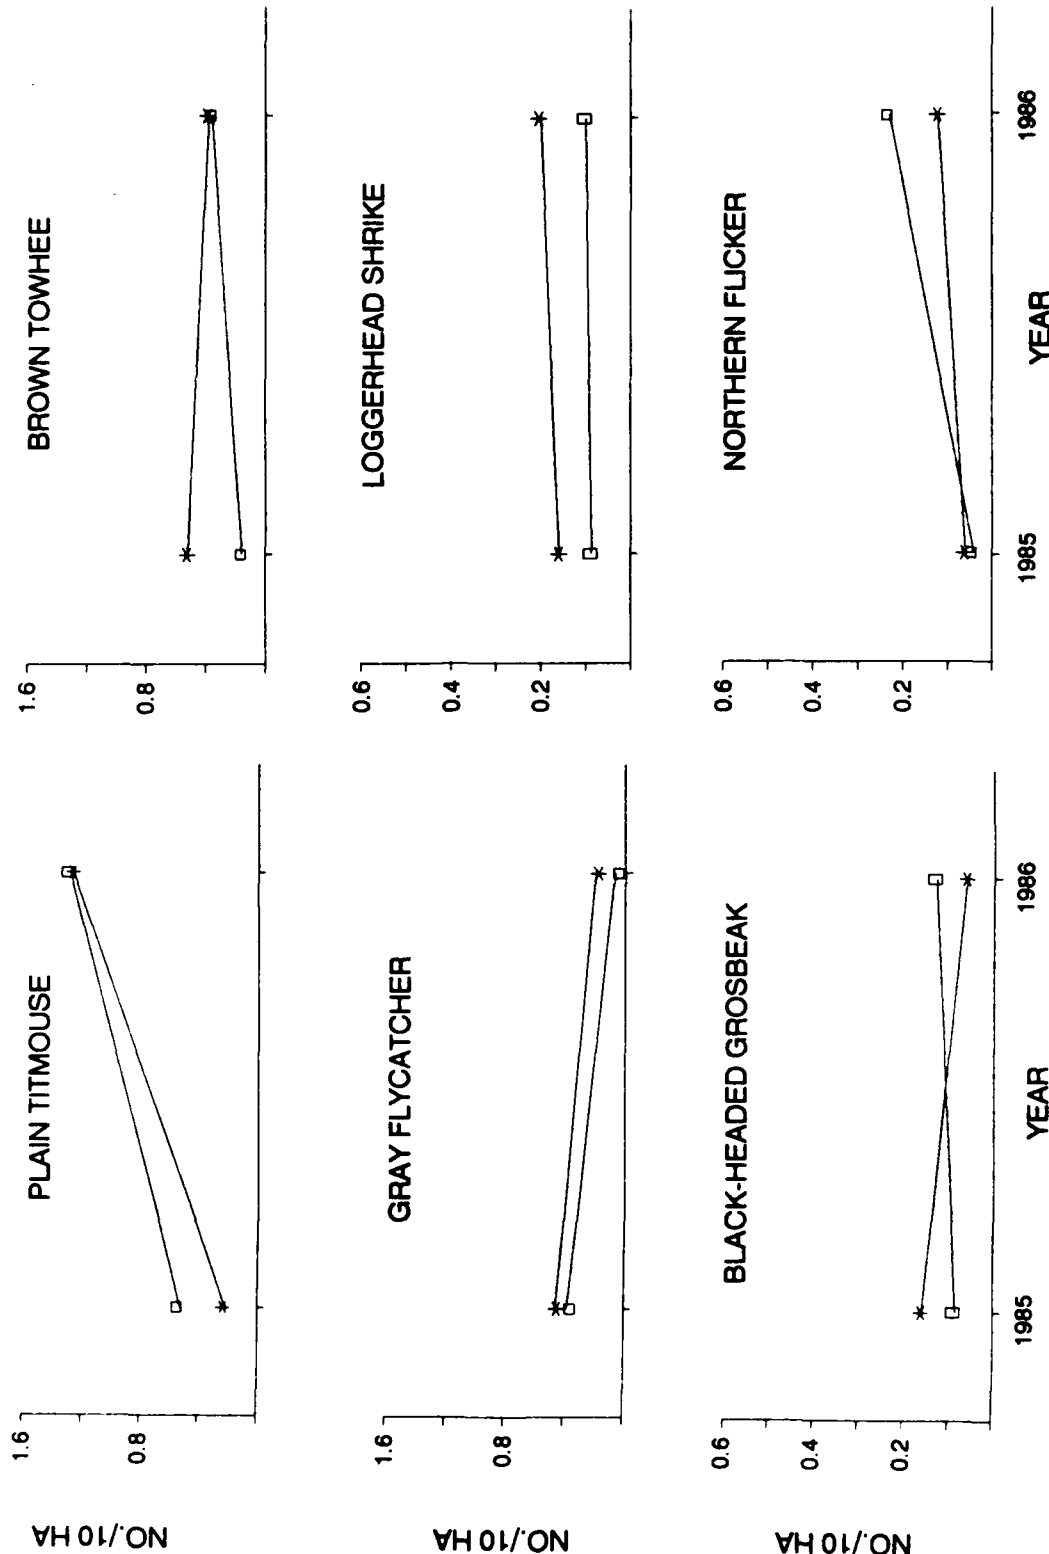 PLAIN TITMOUSE
1.6
0.8
NO./10 HA
BROWN TOWHEE
1.6
0.8
GRAY FLYCATCHER
1.6
0.8
NO./10 HA
LOGGERHEAD SHRIKE
0.6
0.4
0.2
BLACK-HEADED GROSBEAK
0.6
0.4
0.2
NO./10 HA
1985 1986
YEAR
NORTHERN FLICKER
0.6
0.4
0.2
1985 1986
YEAR